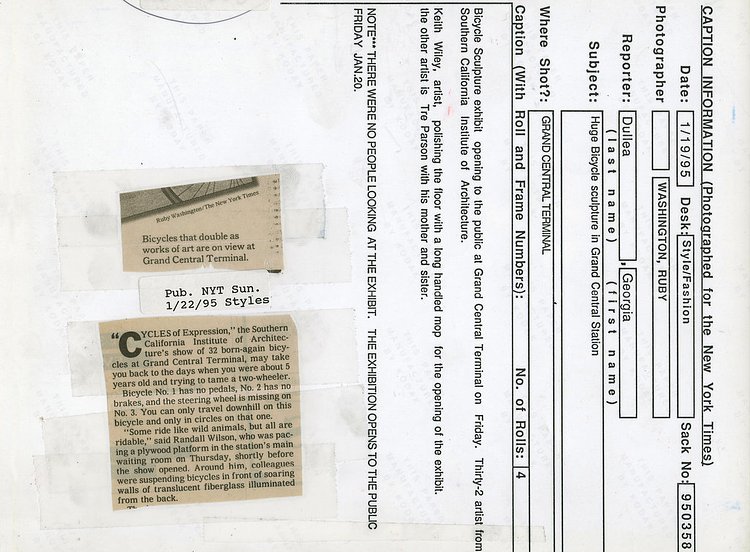 CAPTION INFORMATION (Photographed for the New York Times)
Date: 1/19/95 Desk: Style/Fashion Sack No: 950358
Photographer WASHINGTON, RUBY
Reporter: Dullea , Georgia
(last name) (first name)
Subject: Huge Bicycle sculpture in Grand Central Station
Where Shot?: GRAND CENTRAL TERMINAL
Caption (With Roll and Frame Numbers): No. of Rolls: 4
Bicycle Sculpture exhibit opening to the public at Grand Central Terminal on Friday. Thirty-2 artist from
Southern California Institute of Architecture.
Keith Wiley, artist, polishing the floor with a long handled mop for the opening of the exhibit.
the other artist is Tre Parson with his mother and sister.
NOTE*** THERE WERE NO PEOPLE LOOKING AT THE EXHIBIT. THE EXHIBITION OPENS TO THE PUBLIC
FRIDAY JAN.20.
Ruby Washington/The New York Times
Bicycles that double as
works of art are on view at
Grand Central Terminal.
Pub. NYT Sun.
1/22/95 Styles
"CYCLES of Expression," the Southern
California Institute of Architec-
ture's show of 32 born-again bicy-
cles at Grand Central Terminal, may take
you back to the days when you were about 5
years old and trying to tame a two-wheeler.
Bicycle No. 1 has no pedals, No. 2 has no
brakes, and the steering wheel is missing on
No. 3. You can only travel downhill on this
bicycle and only in circles on that one.
"Some ride like wild animals, but all are
ridable," said Randall Wilson, who was pac-
ing a plywood platform in the station's main
waiting room on Thursday, shortly before
the show opened. Around him, colleagues
were suspending bicycles in front of soaring
walls of translucent fiberglass illuminated
from the back.